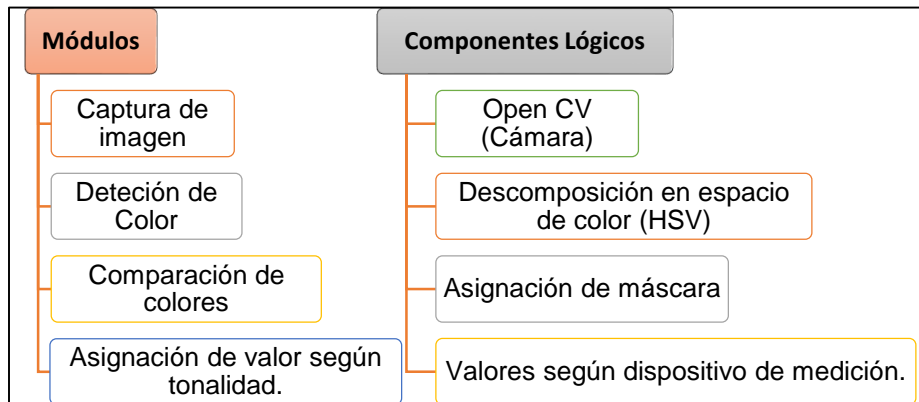 Módulos
Captura de
imagen
Deteción de
Color
Comparación de
colores
Asignación de valor según
tonalidad.
Componentes Lógicos
Open CV
(Cámara)
Descomposición en espacio
de color (HSV)
Asignación de máscara
Valores según dispositivo de medición.